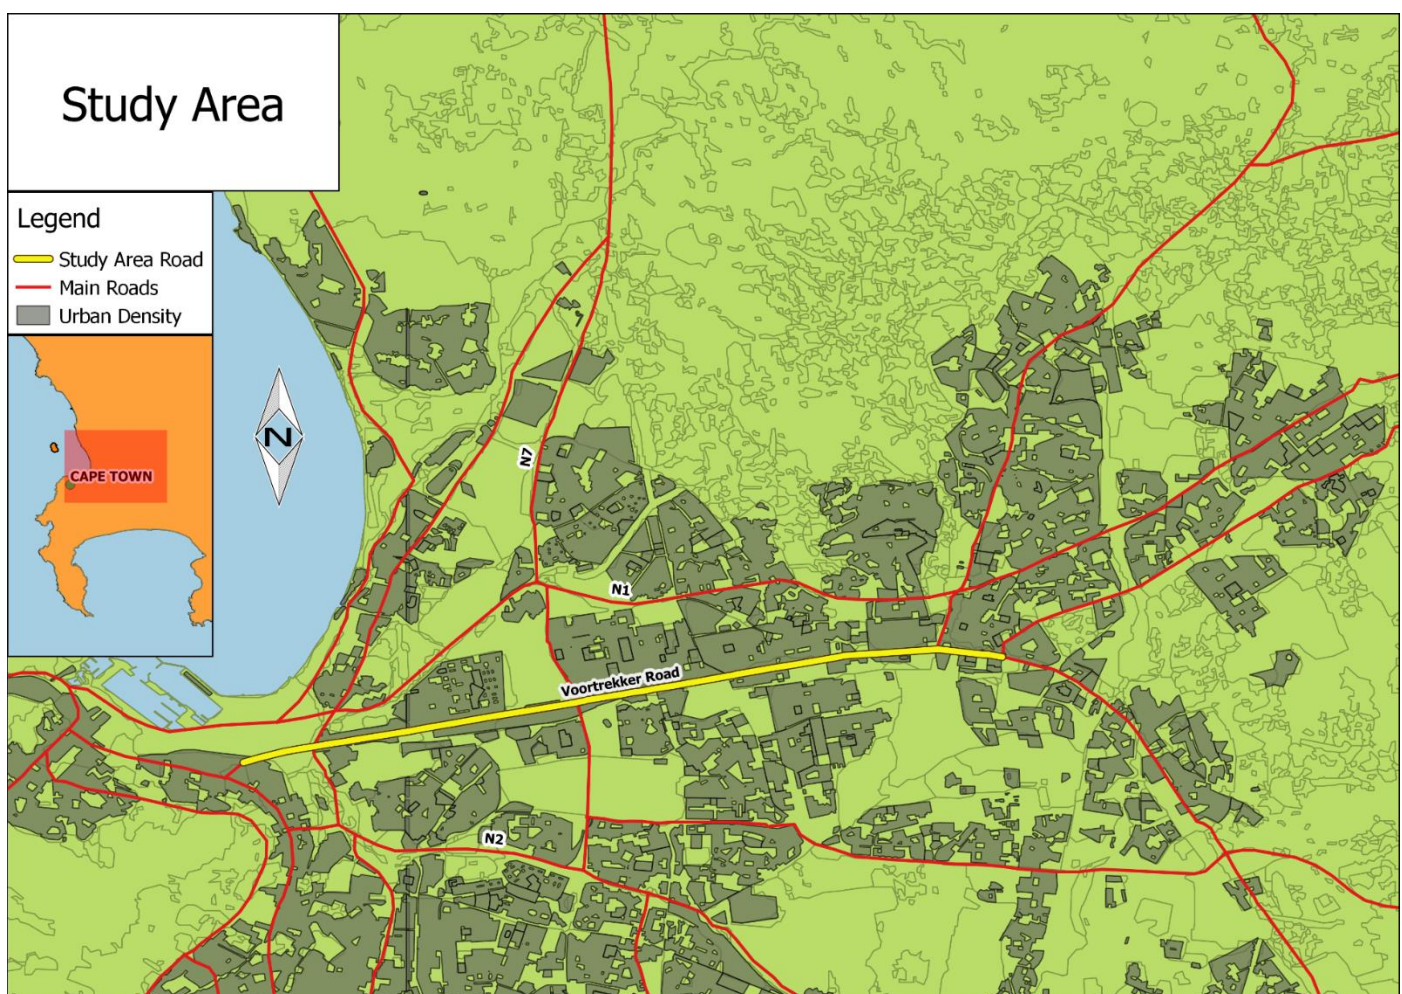 Study Area
Legend
Study Area Road
Main Roads
Urban Density
CAPE TOWN
N
N7
N1
Voortrekker Road
N2